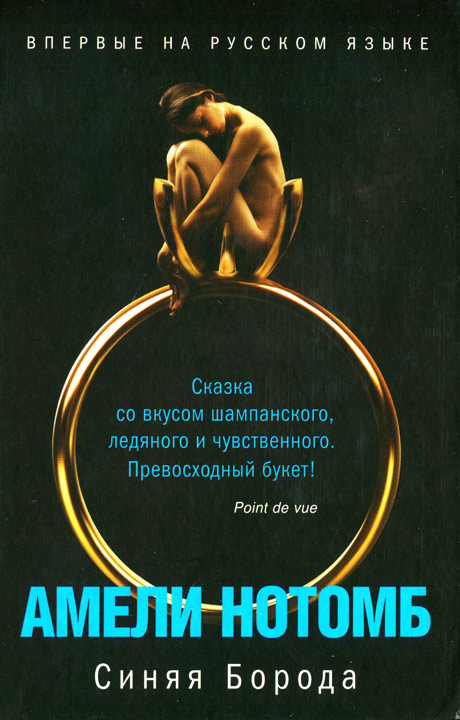 ВПЕРВЫЕ НА РУССКОМ ЯЗЫКЕ
Сказка
со вкусом шампанского,
ледяного и чувственного.
Превосходный букет!
Point de vue
АМЕЛИ НОТОМБ
Синяя Борода